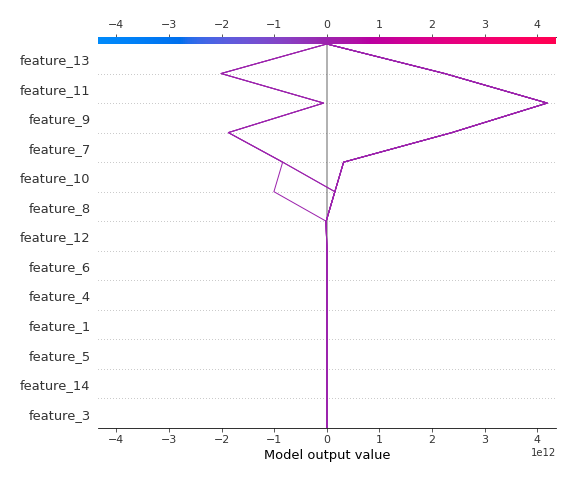 −4 −3 −2 −1 0 1 2 3 4
feature_13
feature_11
feature_9
feature_7
feature_10
feature_8
feature_12
feature_6
feature_4
feature_1
feature_5
feature_14
feature_3
−4 −3 −2 −1 0 1 2 3 4
1e12
Model output value